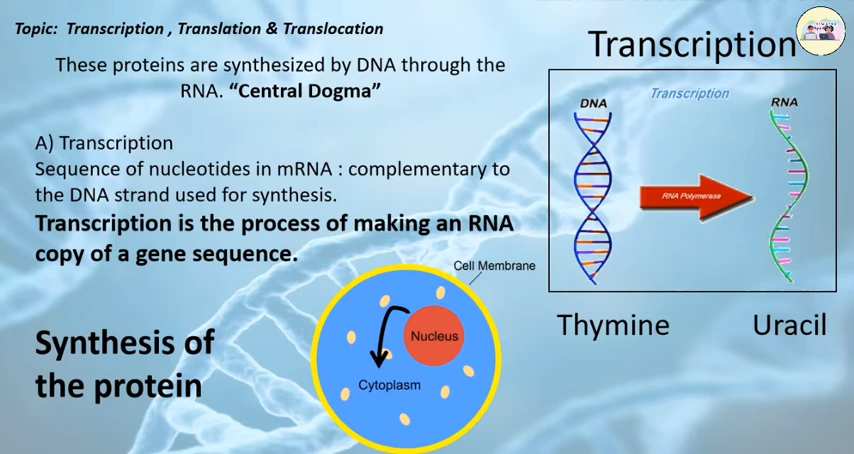 Topic:  Transcription , Translation & Translocation
These proteins are synthesized by DNA through the
RNA. “Central Dogma”
A) Transcription
Sequence of nucleotides in mRNA : complementary to
the DNA strand used for synthesis.
Transcription is the process of making an RNA
copy of a gene sequence.
Synthesis of
the protein
Cell Membrane
Nucleus
Cytoplasm
Transcription
Transcription
DNA
RNA
RNA Polymerase
Thymine
Uracil